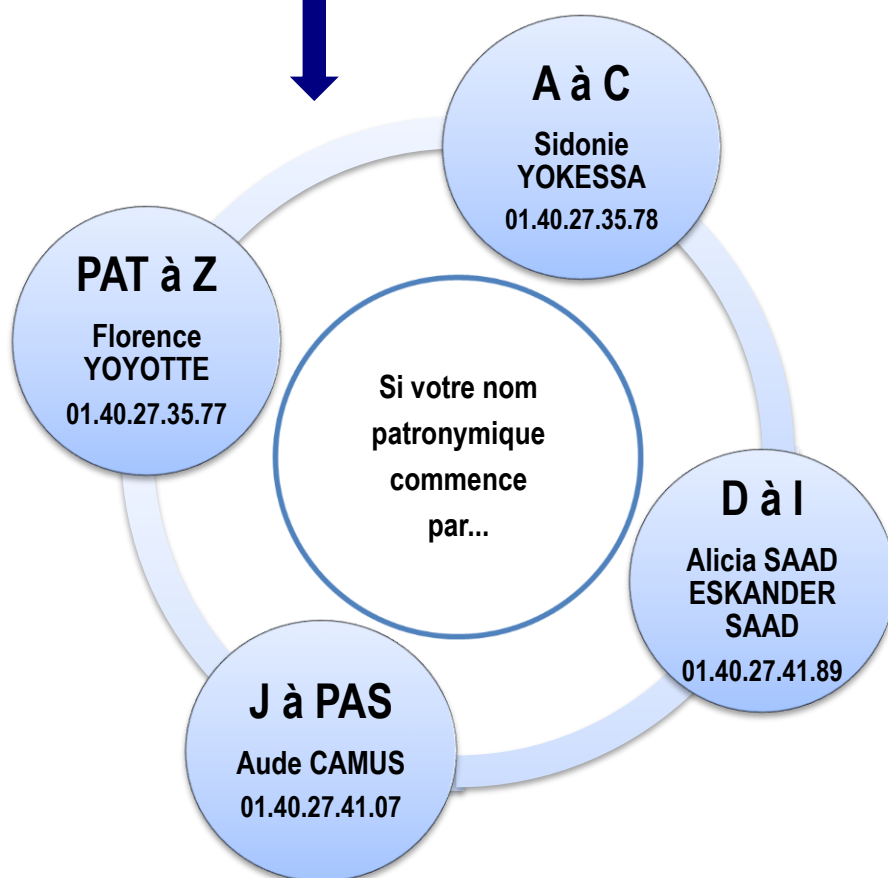 A à C
Sidonie
YOKESSA
01.40.27.35.78
PAT à Z
Florence
YOYOTTE
01.40.27.35.77
Si votre nom
patronymique
commence
par...
D à I
Alicia SAAD
ESKANDER
SAAD
01.40.27.41.89
J à PAS
Aude CAMUS
01.40.27.41.07